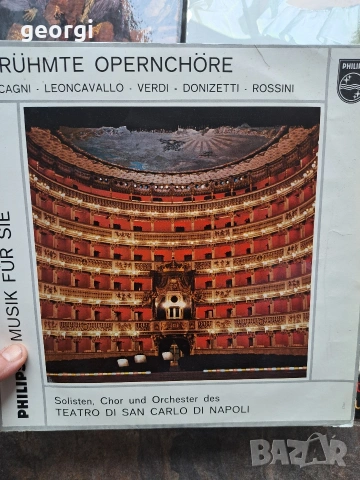 georgi
RÜHMTE OPERNCHÖRE
CAGNI · LEONCAVALLO · VERDI · DONIZETTI · ROSSINI
PHILIPS
PHILIPS MUSIK FÜR SIE
Solisten, Chor und Orchester des
TEATRO DI SAN CARLO DI NAPOLI
BAZAR